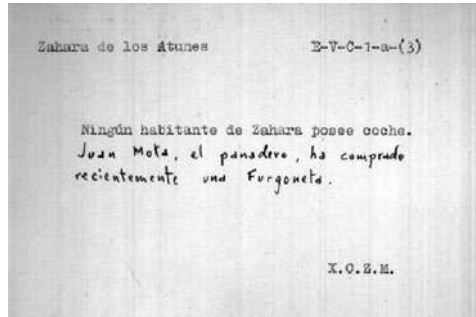 Zahara de los Atunes E-V-C-1-a-(3)
Ningún habitante de Zahara posee coche.
Juan Mota, el panadero, ha comprado
recientemente una Furgoneta.
X.C.Z.M.